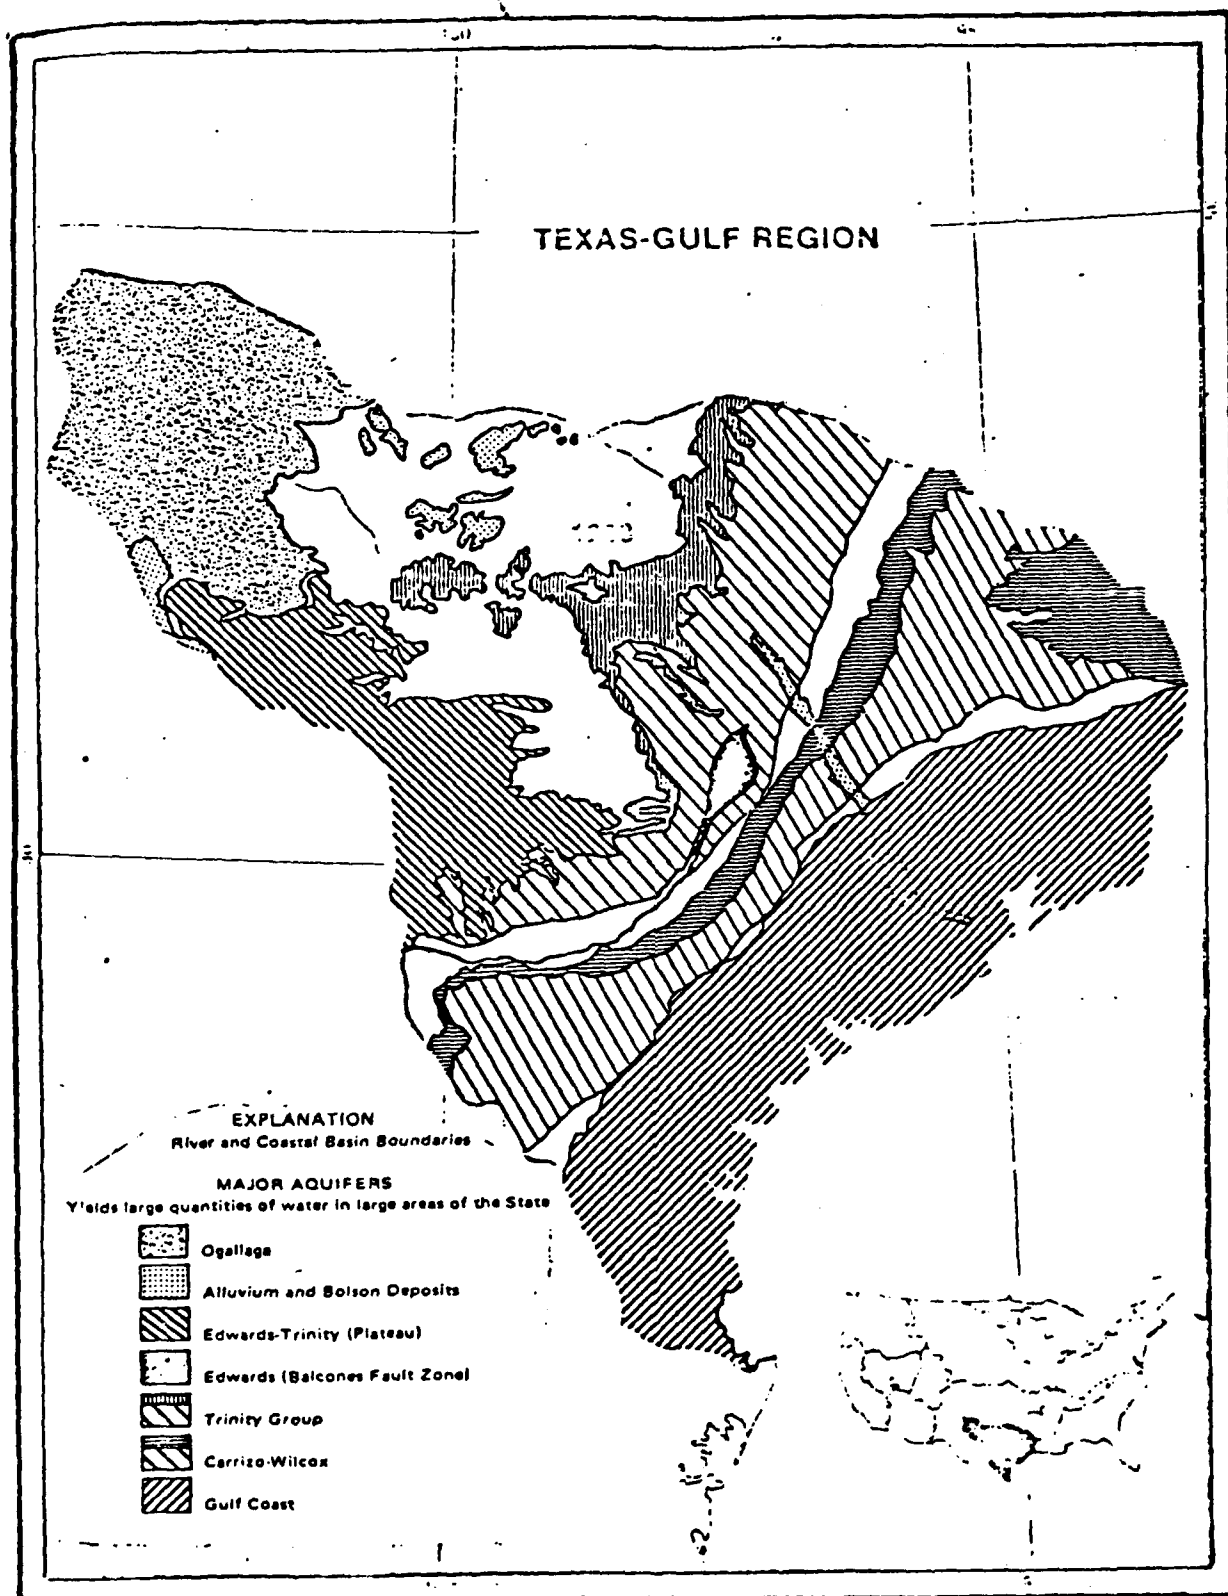 TEXAS-GULF REGION
EXPLANATION
River and Coastal Basin Boundaries
MAJOR AQUIFERS
Yields large quantities of water in large areas of the State
Ogallaga
Alluvium and Bolson Deposits
Edwards-Trinity (Plateau)
Edwards (Balcones Fault Zone)
Trinity Group
Carrizo-Wilcox
Gulf Coast